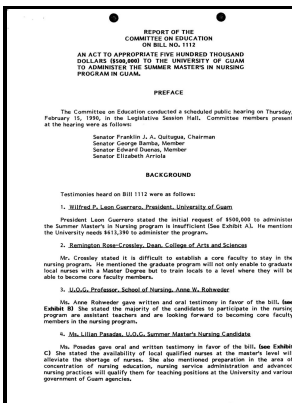 REPORT OF THE
COMMITTEE ON EDUCATION
ON BILL NO. 1112
AN ACT TO APPROPRIATE FIVE HUNDRED THOUSAND
DOLLARS ($500,000) TO THE UNIVERSITY OF GUAM
TO ADMINISTER THE SUMMER MASTER'S IN NURSING
PROGRAM IN GUAM.
PREFACE
The Committee on Education conducted a scheduled public hearing on Thursday,
February 15, 1990, in the Legislative Session Hall. Committee members present
at the hearing were as follows:
Senator Franklin J. A. Quitugua, Chairman
Senator George Bamba, Member
Senator Edward Duenas, Member
Senator Elizabeth Arriola
BACKGROUND
Testimonies heard on Bill 1112 were as follows:
1. Wilfred P. Leon Guerrero, President, University of Guam
President Leon Guerrero stated the initial request of $500,000 to administer
the Summer Master's in Nursing program is insufficient (See Exhibit A). He mentions
the University needs $613,390 to administer the program.
2. Remington Rose-Crossley, Dean, College of Arts and Sciences
Mr. Crossley stated it is difficult to establish a core faculty to stay in the
nursing program. He mentioned the graduate program will not only enable to graduate
local nurses with a Master Degree but to train locals to a level where they will be
able to become core faculty members.
3. U.O.G. Professor, School of Nursing, Anne W. Rohweder
Ms. Anne Rohweder gave written and oral testimony in favor of the bill. (see
Exhibit B) She stated the majority of the candidates to participate in the nursing
program are assistant teachers and are looking forward to becoming core faculty
members in the nursing program.
4. Ms. Lilian Pasadas, U.O.G. Summer Master's Nursing Candidate
Ms. Posadas gave oral and written testimony in favor of the bill. (see Exhibit
C) She stated the availability of local qualified nurses at the master's level will
alleviate the shortage of nurses. She also mentioned preparation in the area of
concentration of nursing education, nursing service administration and advanced
nursing practices will qualify them for teaching positions at the University and various
government of Guam agencies.